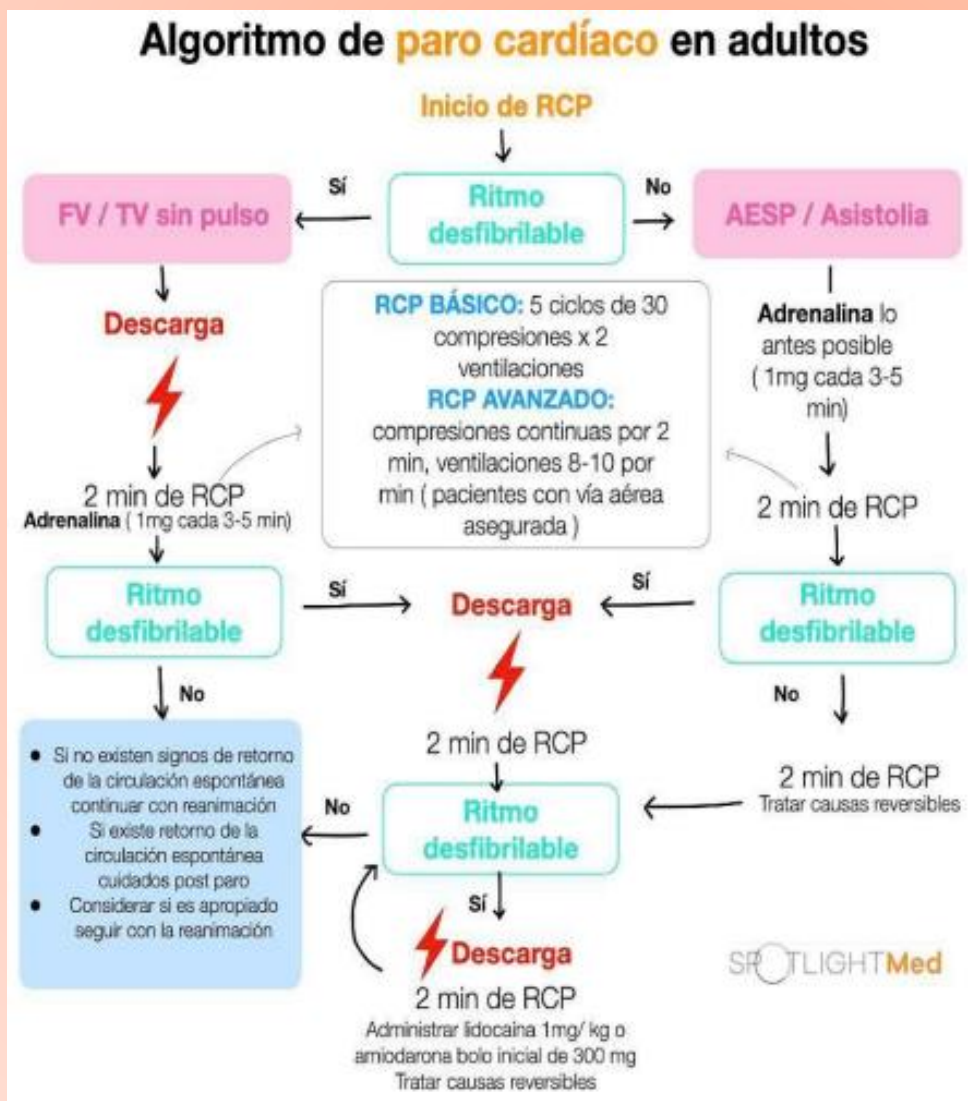 Algoritmo de paro cardíaco en adultos
Inicio de RCP
Ritmo
desfibrilable
Sí
No
FV / TV sin pulso
AESP / Asistolia
Descarga
2 min de RCP
Adrenalina ( 1mg cada 3-5 min)
RCP BÁSICO: 5 ciclos de 30
compresiones x 2
ventilaciones
RCP AVANZADO:
compresiones continuas por 2
min, ventilaciones 8-10 por
min ( pacientes con vía aérea
asegurada )
Adrenalina lo
antes posible
( 1mg cada 3-5
min)
2 min de RCP
Ritmo
desfibrilable
Sí
Descarga
Sí
Ritmo
desfibrilable
No
No
2 min de RCP
2 min de RCP
Tratar causas reversibles
● Si no existen signos de retorno
de la circulación espontánea
continuar con reanimación
● Si existe retorno de la
circulación espontánea
cuidados post paro
● Considerar si es apropiado
seguir con la reanimación
No
Ritmo
desfibrilable
Sí
Descarga
2 min de RCP
Administrar lidocaina 1mg/ kg o
amiodarona bolo inicial de 300 mg
Tratar causas reversibles
SPOTLIGHTMed